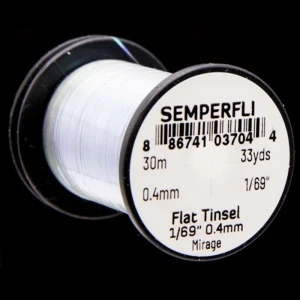 SEMPERFLI
8 86741 03704 4
30m 33yds
0.4mm 1/69"
Flat Tinsel
1/69" 0.4mm
Mirage